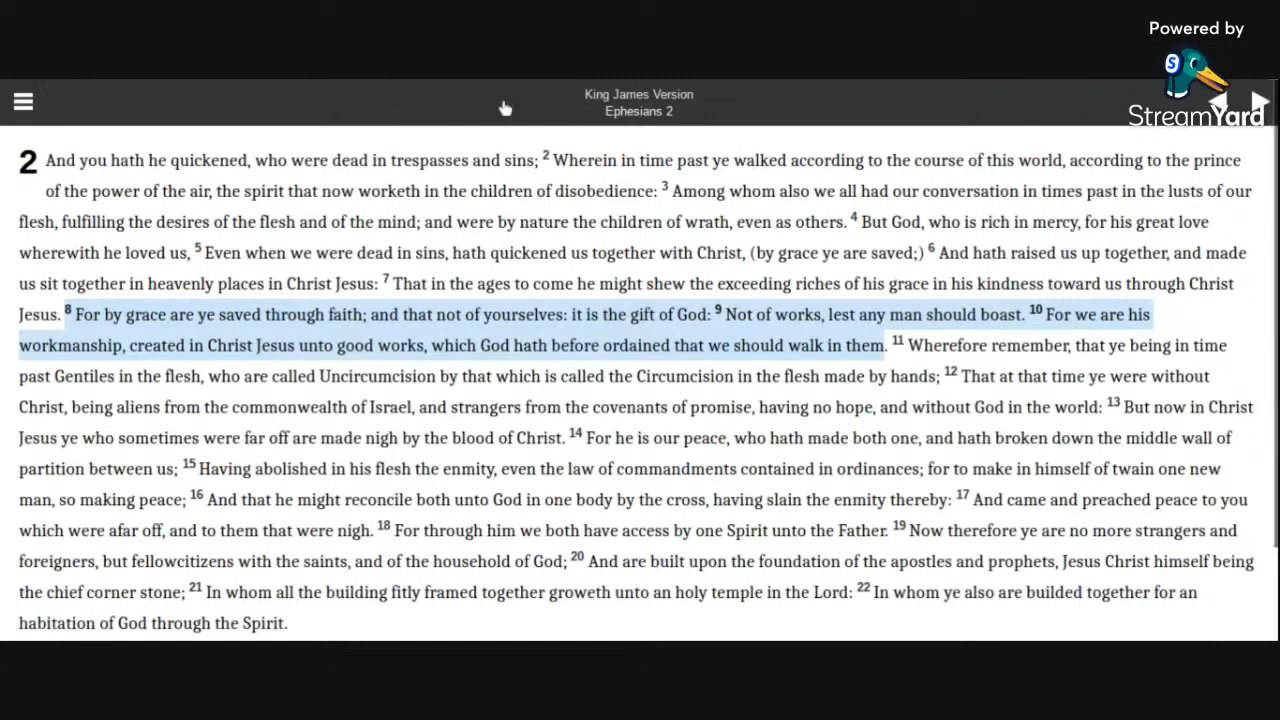 Powered by
S
StreamYard
King James Version
Ephesians 2
2 And you hath he quickened, who were dead in trespasses and sins; 2 Wherein in time past ye walked according to the course of this world, according to the prince
of the power of the air, the spirit that now worketh in the children of disobedience: 3 Among whom also we all had our conversation in times past in the lusts of our
flesh, fulfilling the desires of the flesh and of the mind; and were by nature the children of wrath, even as others. 4 But God, who is rich in mercy, for his great love
wherewith he loved us, 5 Even when we were dead in sins, hath quickened us together with Christ, (by grace ye are saved;) 6 And hath raised us up together, and made
us sit together in heavenly places in Christ Jesus: 7 That in the ages to come he might shew the exceeding riches of his grace in his kindness toward us through Christ
Jesus. 8 For by grace are ye saved through faith; and that not of yourselves: it is the gift of God: 9 Not of works, lest any man should boast. 10 For we are his
workmanship, created in Christ Jesus unto good works, which God hath before ordained that we should walk in them. 11 Wherefore remember, that ye being in time
past Gentiles in the flesh, who are called Uncircumcision by that which is called the Circumcision in the flesh made by hands; 12 That at that time ye were without
Christ, being aliens from the commonwealth of Israel, and strangers from the covenants of promise, having no hope, and without God in the world: 13 But now in Christ
Jesus ye who sometimes were far off are made nigh by the blood of Christ. 14 For he is our peace, who hath made both one, and hath broken down the middle wall of
partition between us; 15 Having abolished in his flesh the enmity, even the law of commandments contained in ordinances; for to make in himself of twain one new
man, so making peace; 16 And that he might reconcile both unto God in one body by the cross, having slain the enmity thereby: 17 And came and preached peace to you
which were afar off, and to them that were nigh. 18 For through him we both have access by one Spirit unto the Father. 19 Now therefore ye are no more strangers and
foreigners, but fellowcitizens with the saints, and of the household of God; 20 And are built upon the foundation of the apostles and prophets, Jesus Christ himself being
the chief corner stone; 21 In whom all the building fitly framed together groweth unto an holy temple in the Lord: 22 In whom ye also are builded together for an
habitation of God through the Spirit.